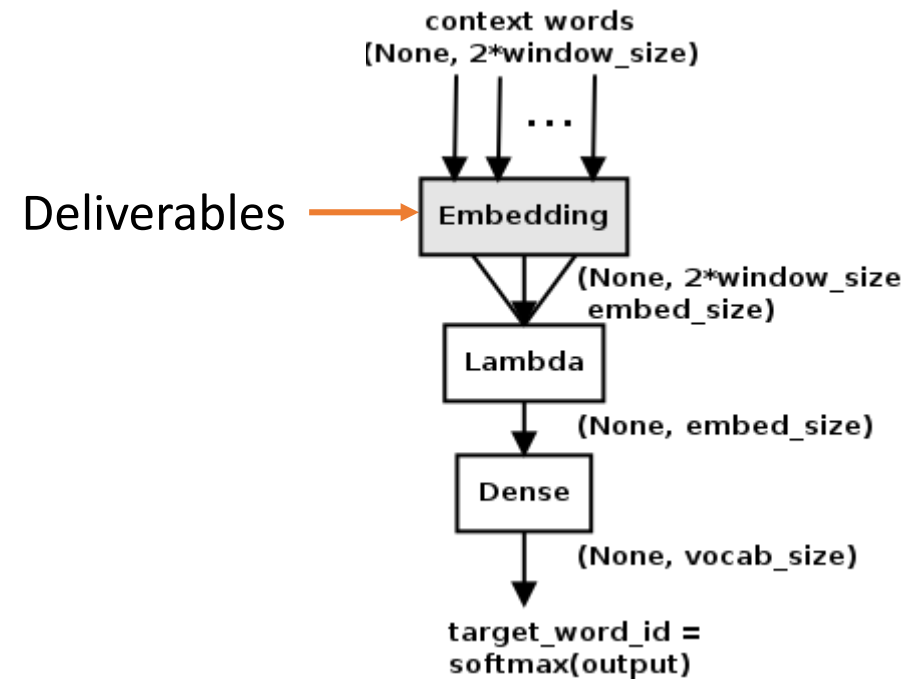 context words
(None, 2*window_size)
...
Deliverables
Embedding
(None, 2*window_size
embed_size)
Lambda
(None, embed_size)
Dense
(None, vocab_size)
target_word_id =
softmax(output)